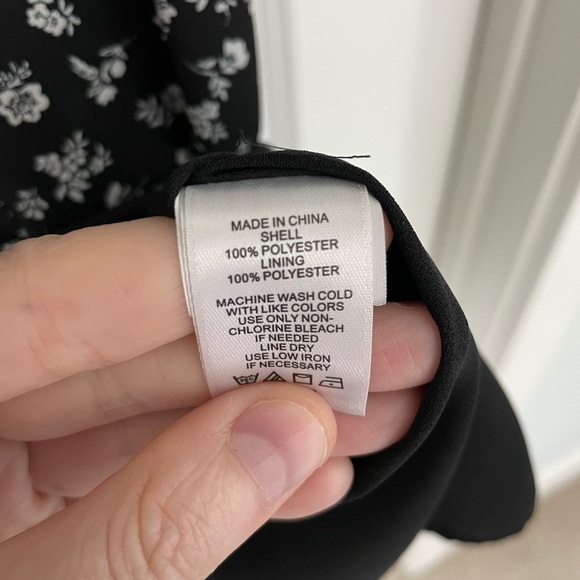 MADE IN CHINA
SHELL
100% POLYESTER
LINING
100% POLYESTER
MACHINE WASH COLD
WITH LIKE COLORS
USE ONLY NON-
CHLORINE BLEACH
IF NEEDED
LINE DRY
USE LOW IRON
IF NECESSARY